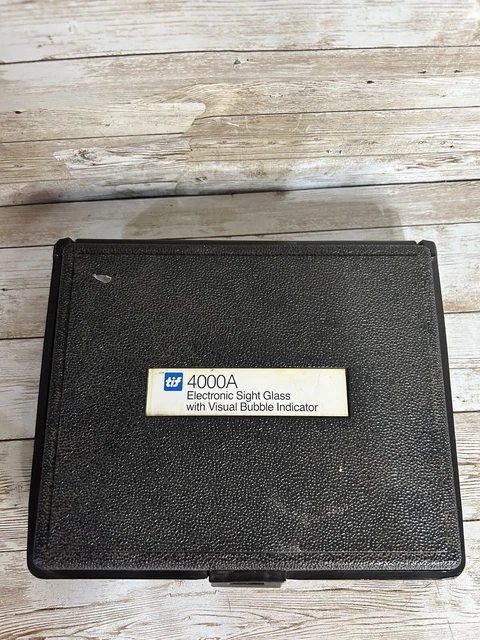 tif 4000A
Electronic Sight Glass
with Visual Bubble Indicator